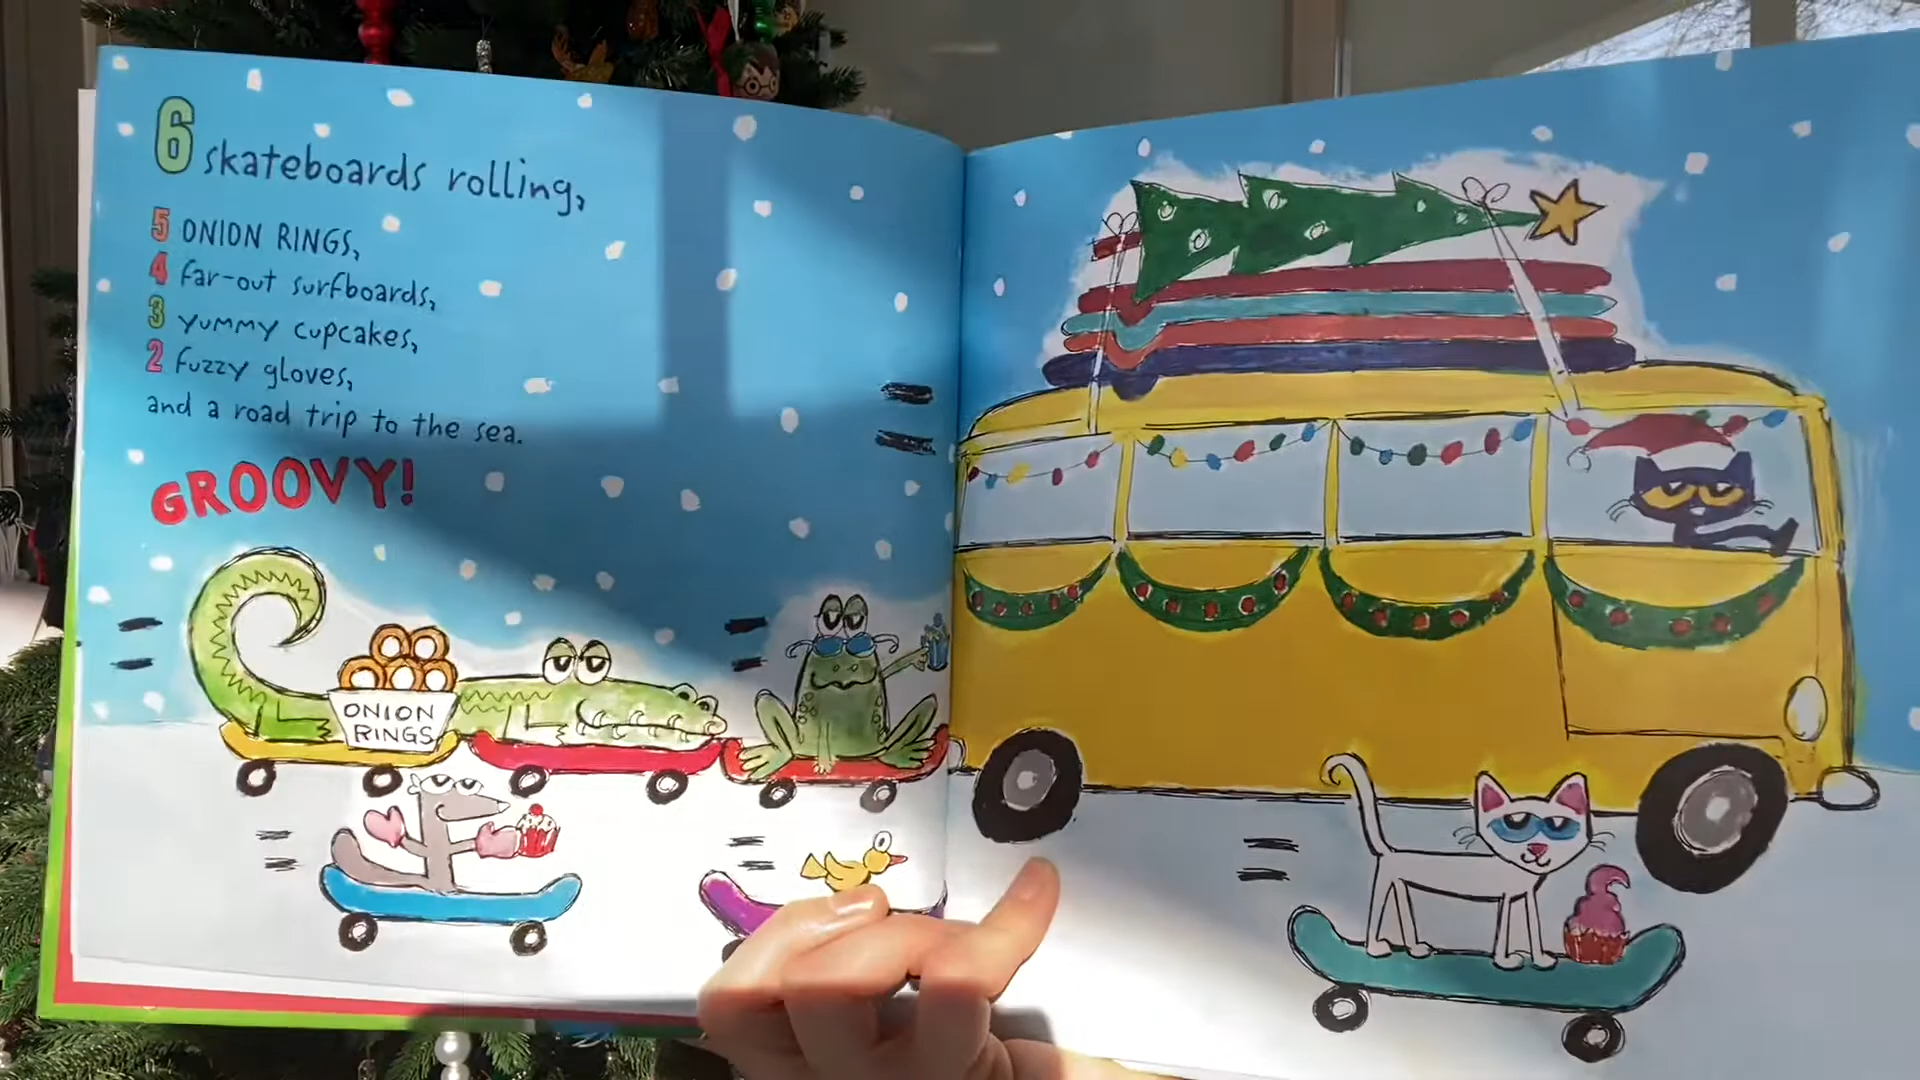 6 skateboards rolling,
5 ONION RINGS,
4 far-out surfboards,
3 yummy cupcakes,
2 fuzzy gloves,
and a road trip to the sea.
GROOVY!
ONION
RINGS